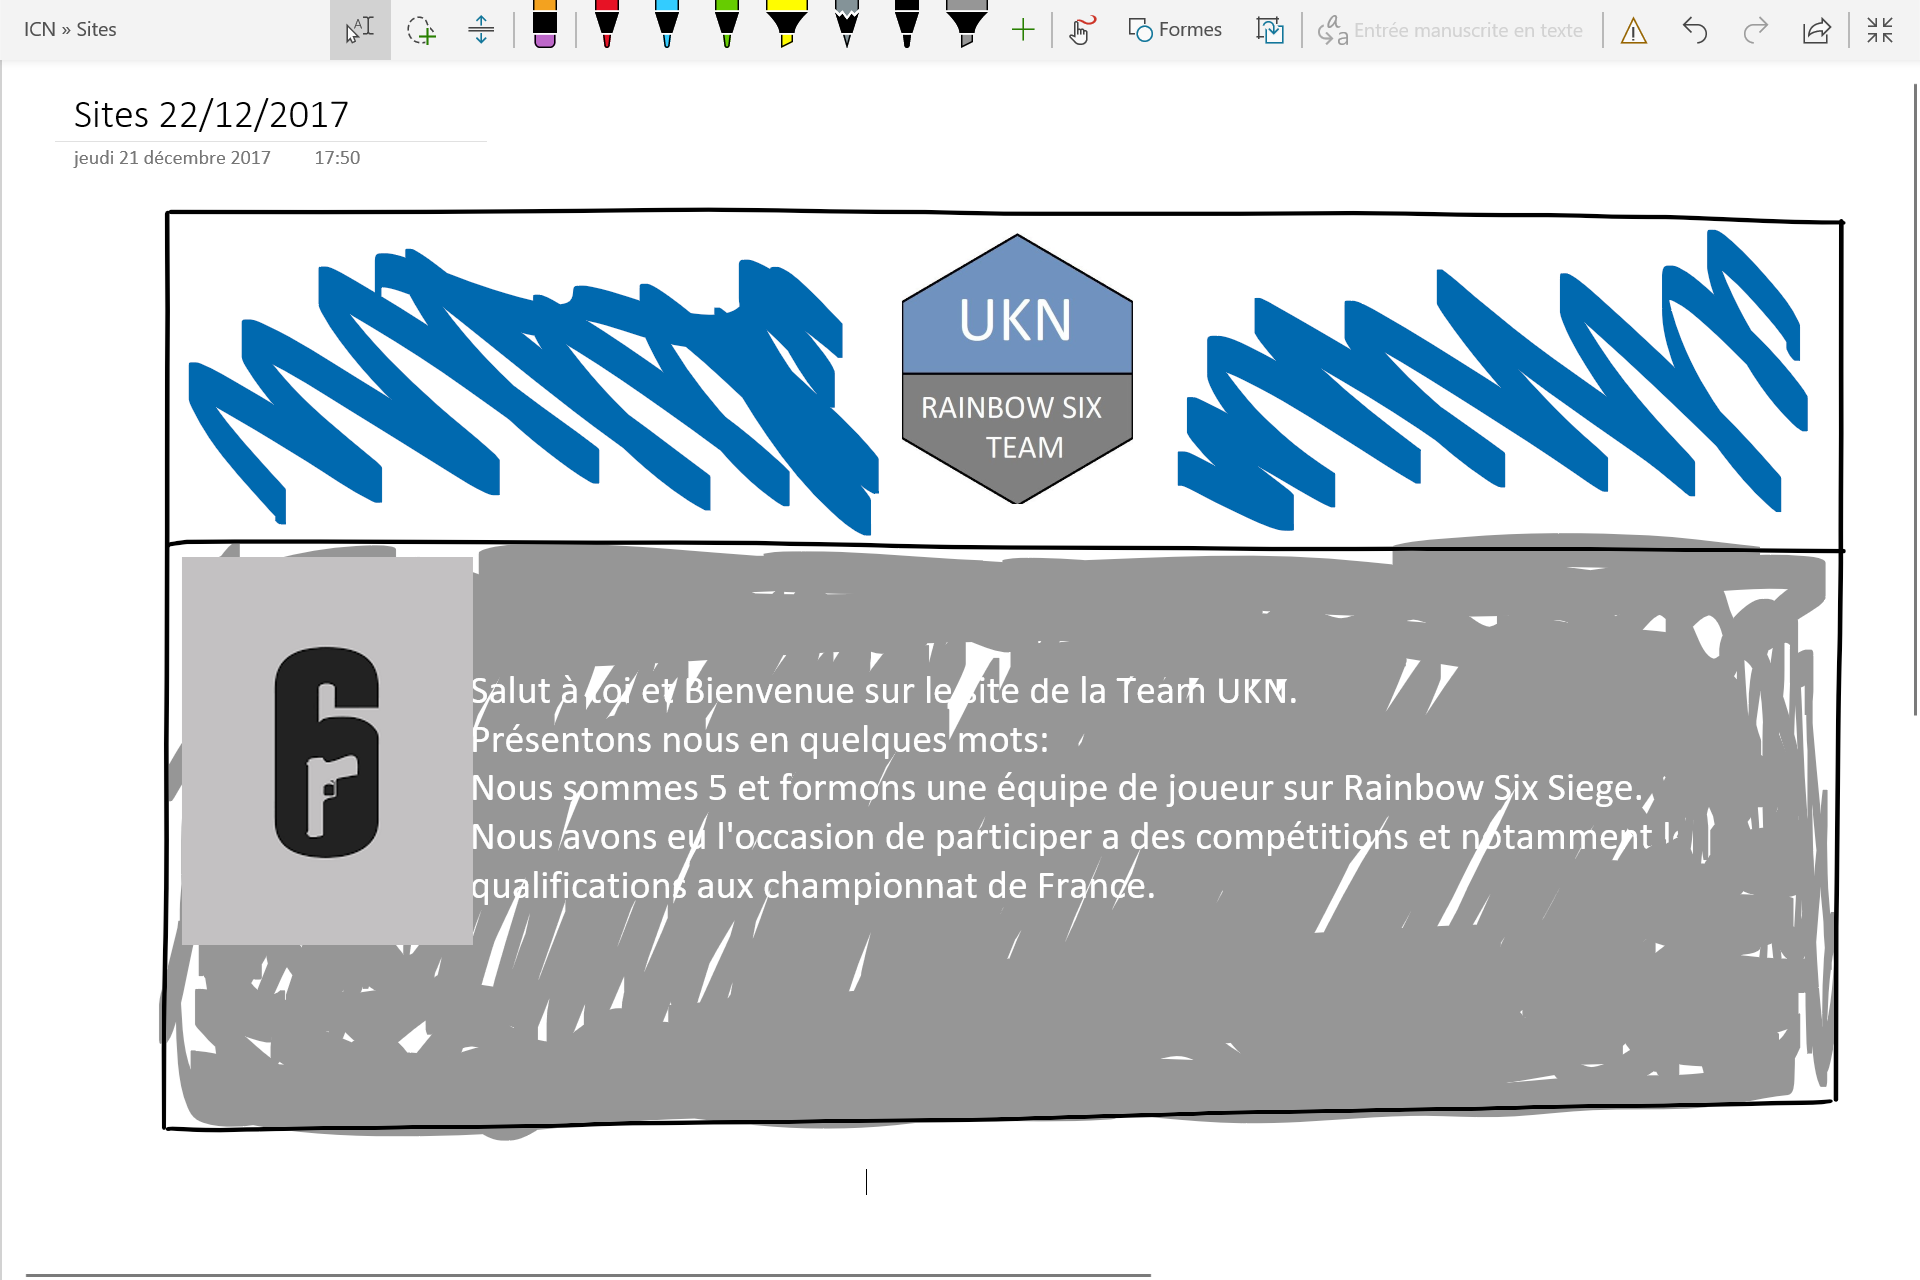 ICN » Sites
Formes
Entrée manuscrite en texte
Sites 22/12/2017
jeudi 21 décembre 2017 17:50
UKN
RAINBOW SIX
TEAM
6
Salut à toi et Bienvenue sur le site de la Team UKN.
Présentons nous en quelques mots:
Nous sommes 5 et formons une équipe de joueur sur Rainbow Six Siege.
Nous avons eu l'occasion de participer a des compétitions et notamment
qualifications aux championnat de France.